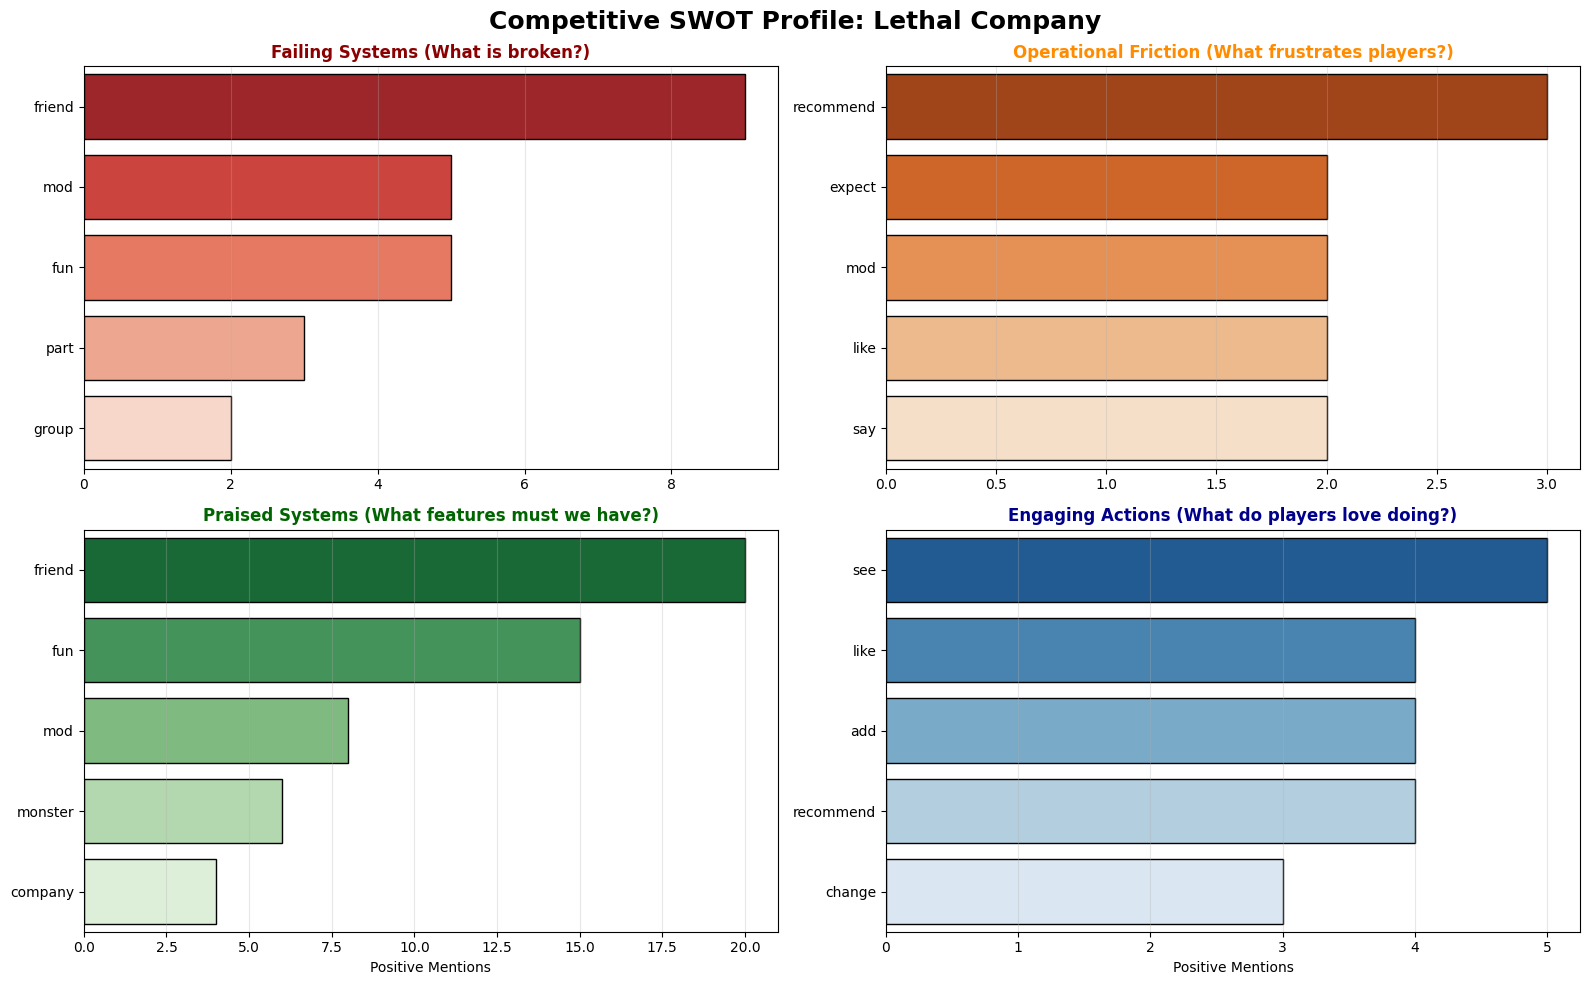 Competitive SWOT Profile: Lethal Company
Failing Systems (What is broken?)
friend
mod
fun
part
group
0 2 4 6 8
Operational Friction (What frustrates players?)
recommend
expect
mod
like
say
0.0 0.5 1.0 1.5 2.0 2.5 3.0
Praised Systems (What features must we have?)
friend
fun
mod
monster
company
0.0 2.5 5.0 7.5 10.0 12.5 15.0 17.5 20.0
Positive Mentions
Engaging Actions (What do players love doing?)
see
like
add
recommend
change
0 1 2 3 4 5
Positive Mentions